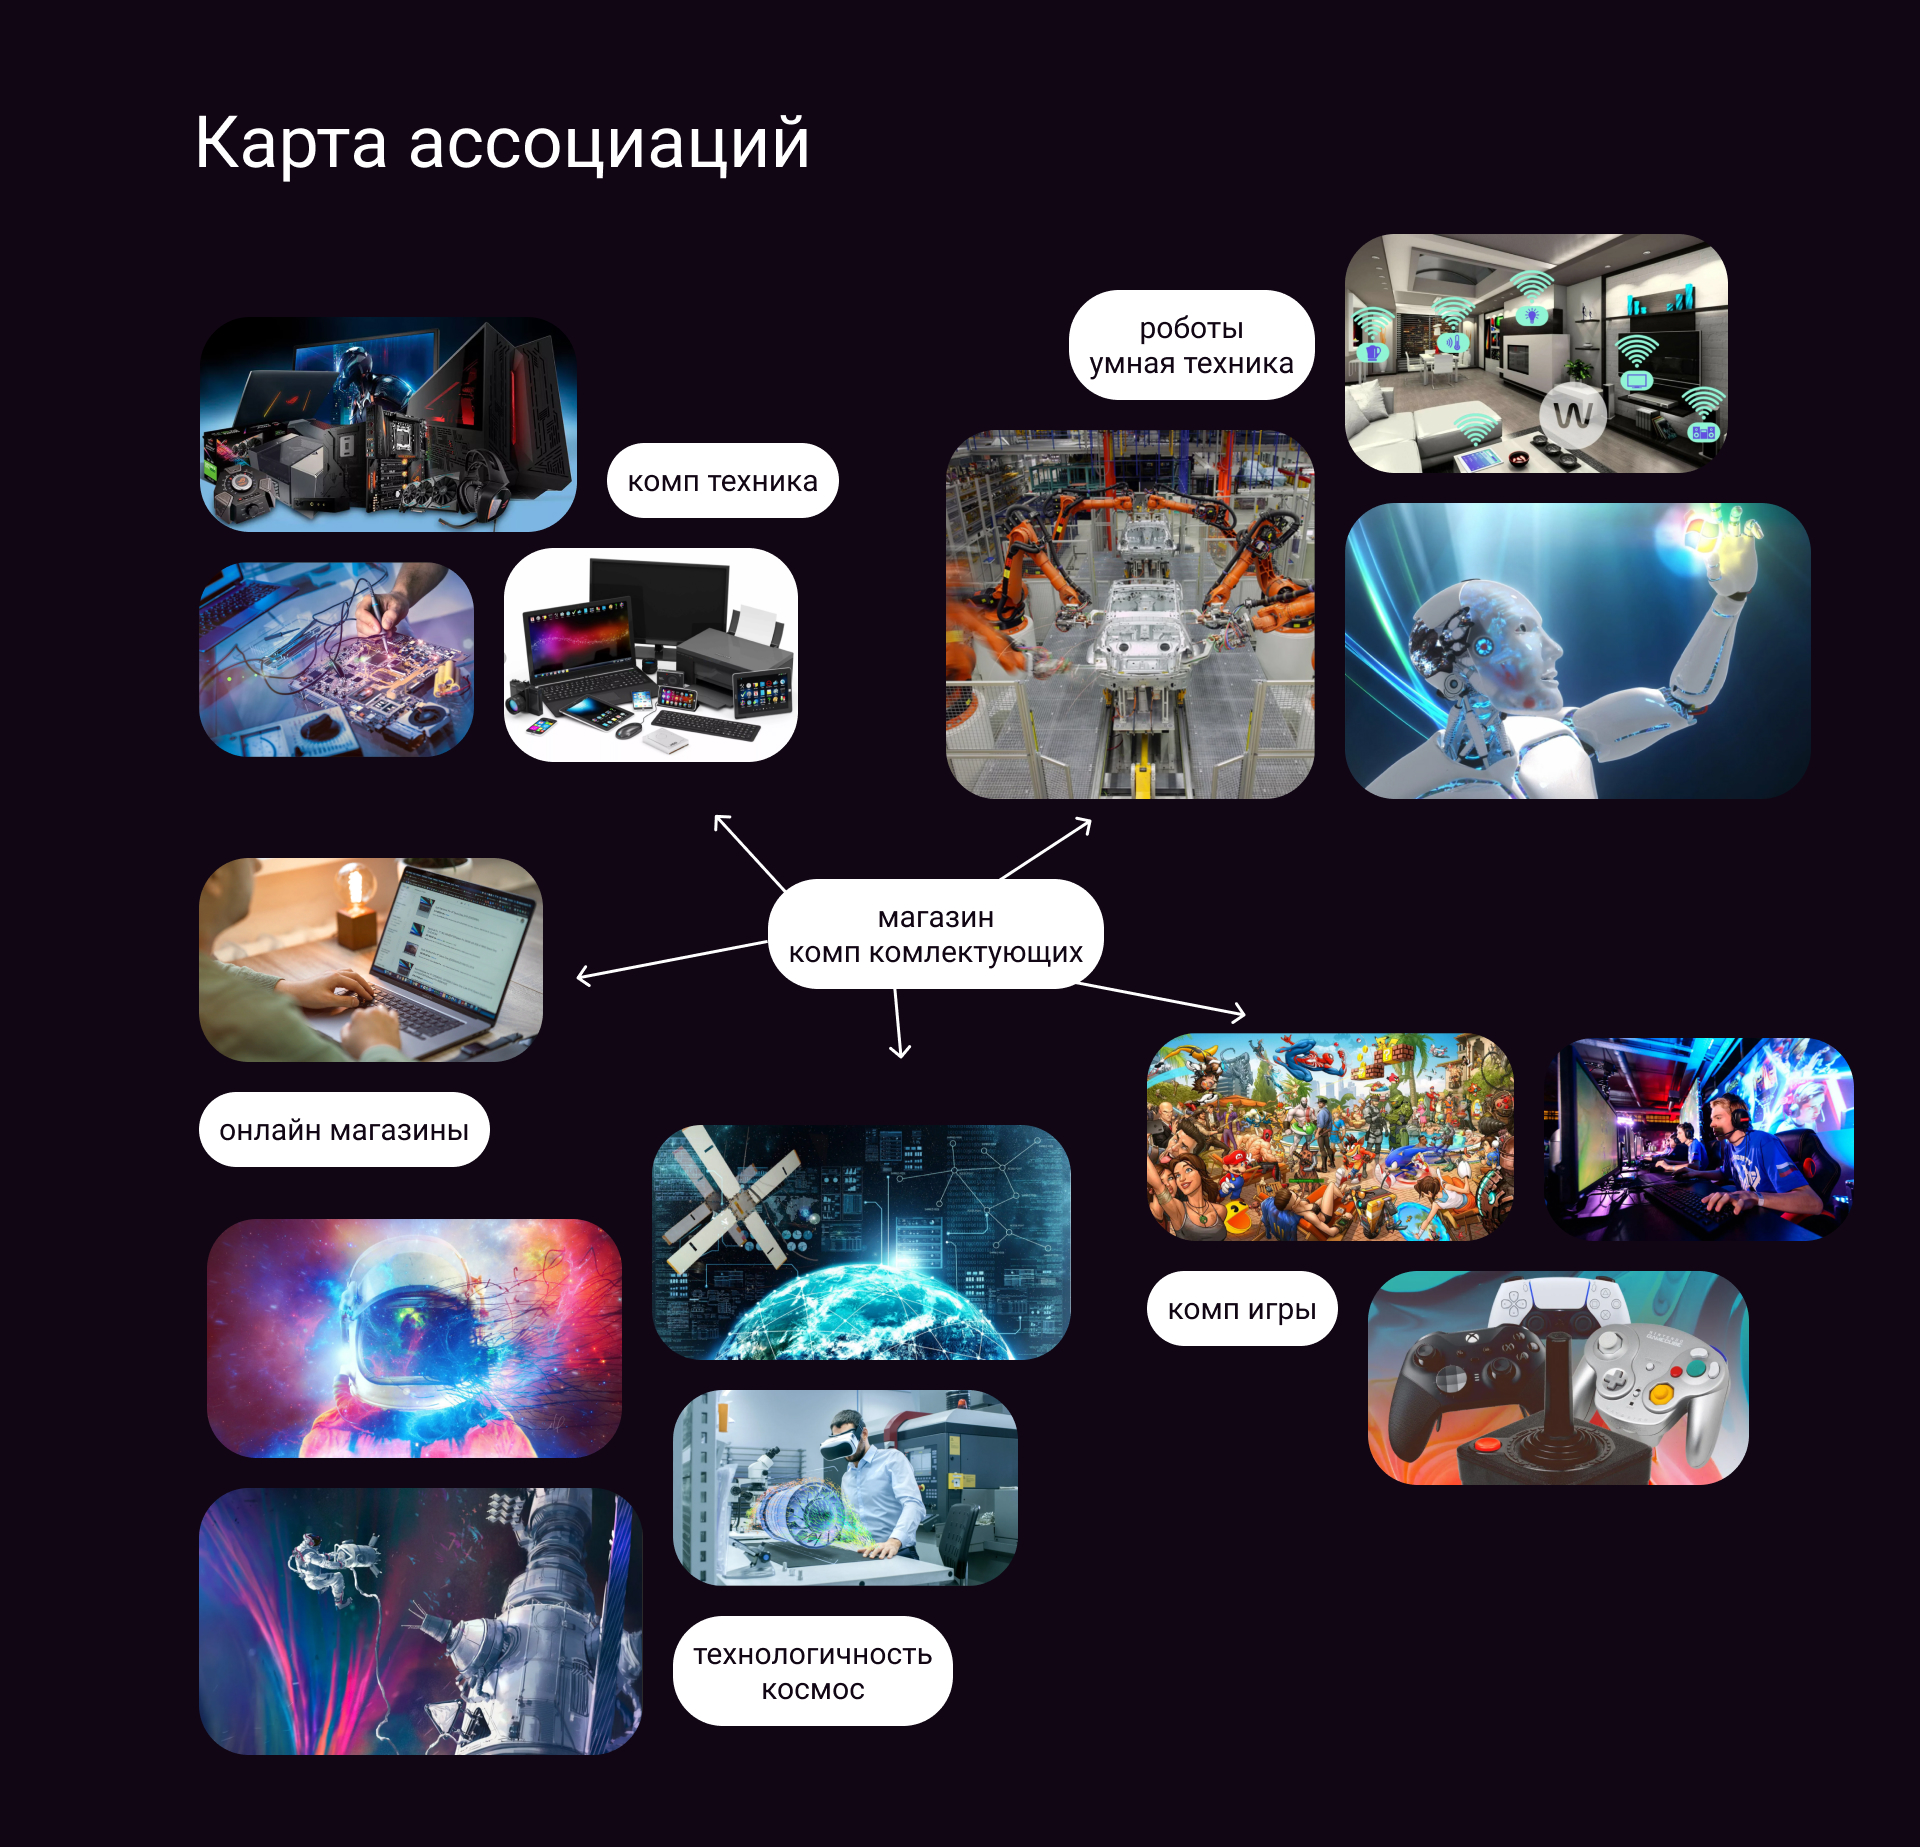 Карта ассоциаций
роботы
умная техника
W
комп техника
магазин
комп комлектующих
онлайн магазины
комп игры
технологичность
космос